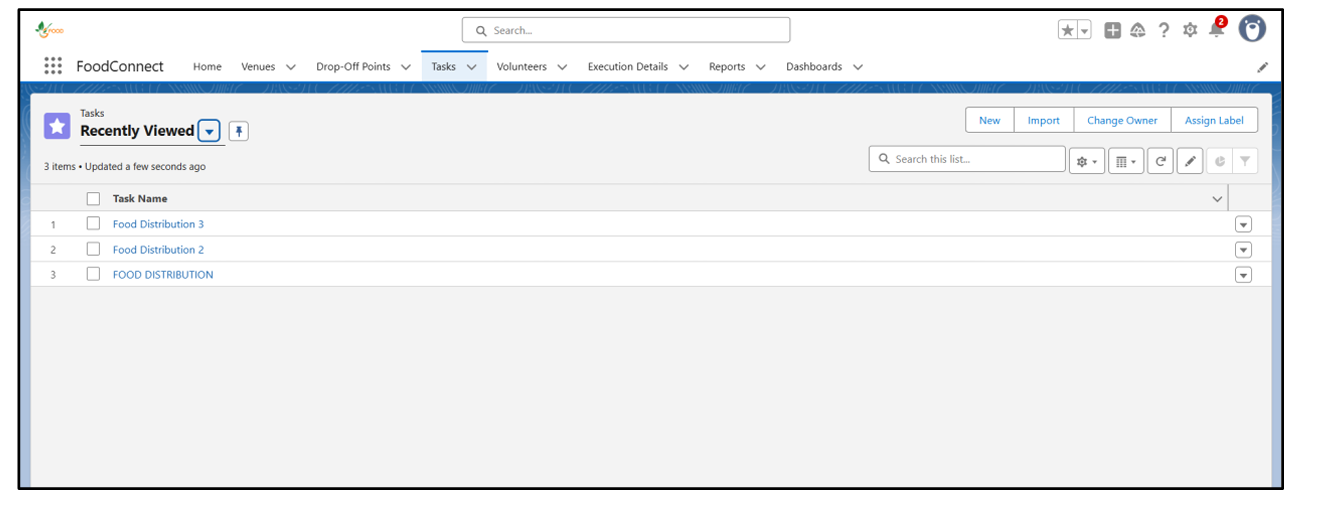 FOOD
Search...
2
FoodConnect Home Venues Drop-Off Points Tasks Volunteers Execution Details Reports Dashboards
Tasks
Recently Viewed
New Import Change Owner Assign Label
3 items • Updated a few seconds ago
Search this list...
Task Name
1 Food Distribution 3
2 Food Distribution 2
3 FOOD DISTRIBUTION